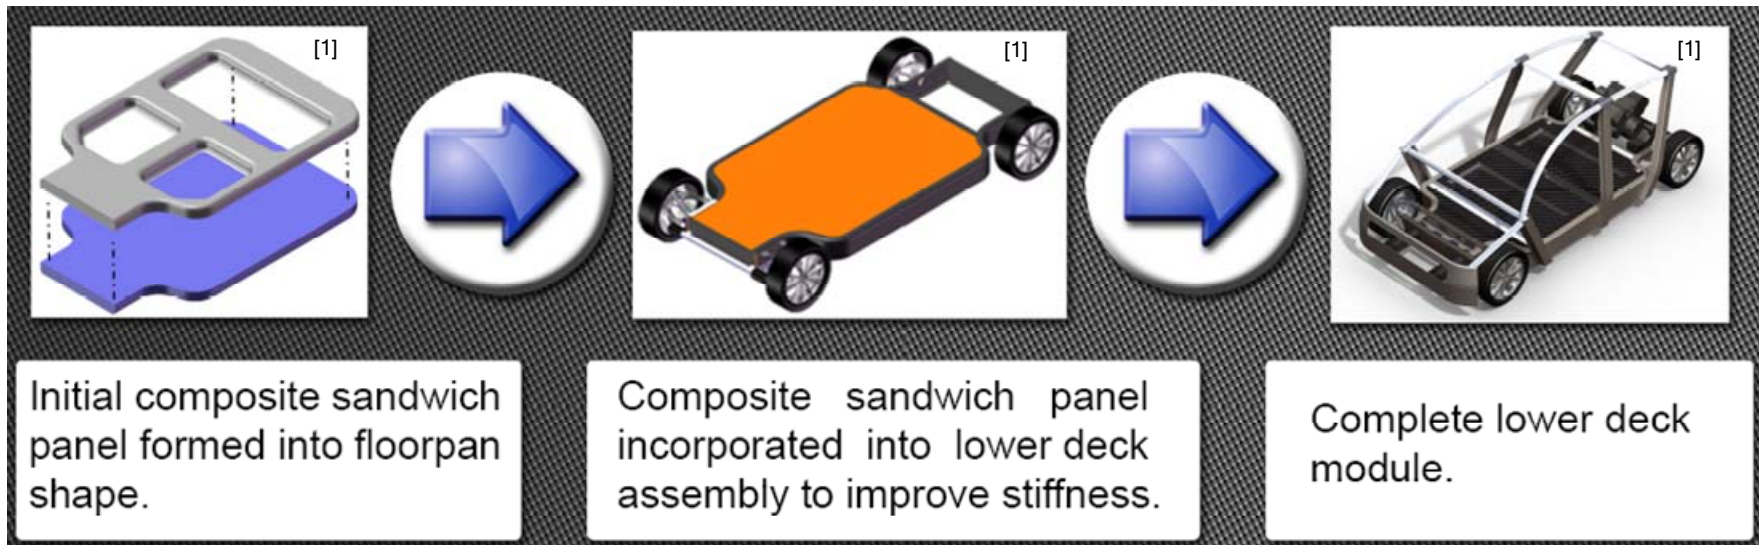 [1]
[1]
[1]
Initial composite sandwich
panel formed into floorpan
shape.
Composite sandwich panel
incorporated into lower deck
assembly to improve stiffness.
Complete lower deck
module.